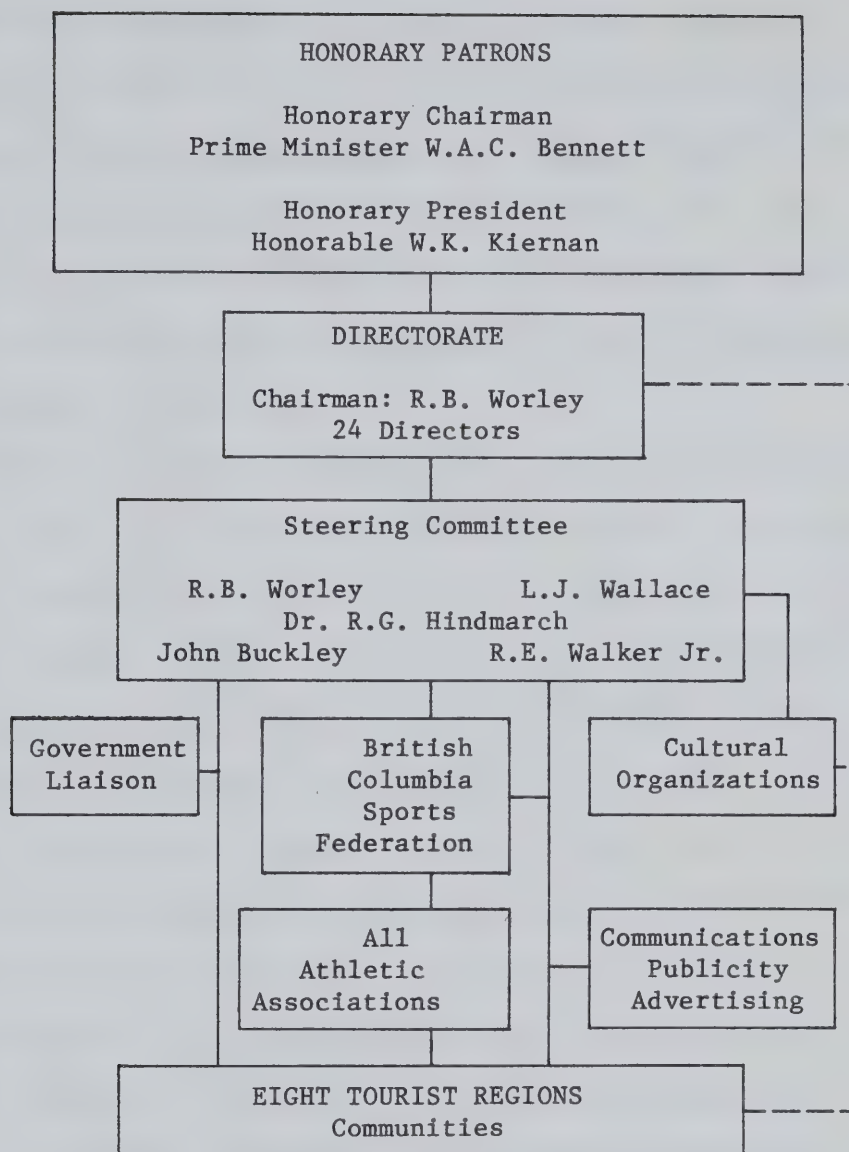 HONORARY PATRONS
Honorary Chairman
Prime Minister W.A.C. Bennett
Honorary President
Honorable W.K. Kiernan
DIRECTORATE
Chairman: R.B. Worley
24 Directors
Steering Committee
R.B. Worley L.J. Wallace
Dr. R.G. Hindmarch
John Buckley R.E. Walker Jr.
Government
Liaison
British
Columbia
Sports
Federation
Cultural
Organizations
All
Athletic
Associations
Communications
Publicity
Advertising
EIGHT TOURIST REGIONS
Communities